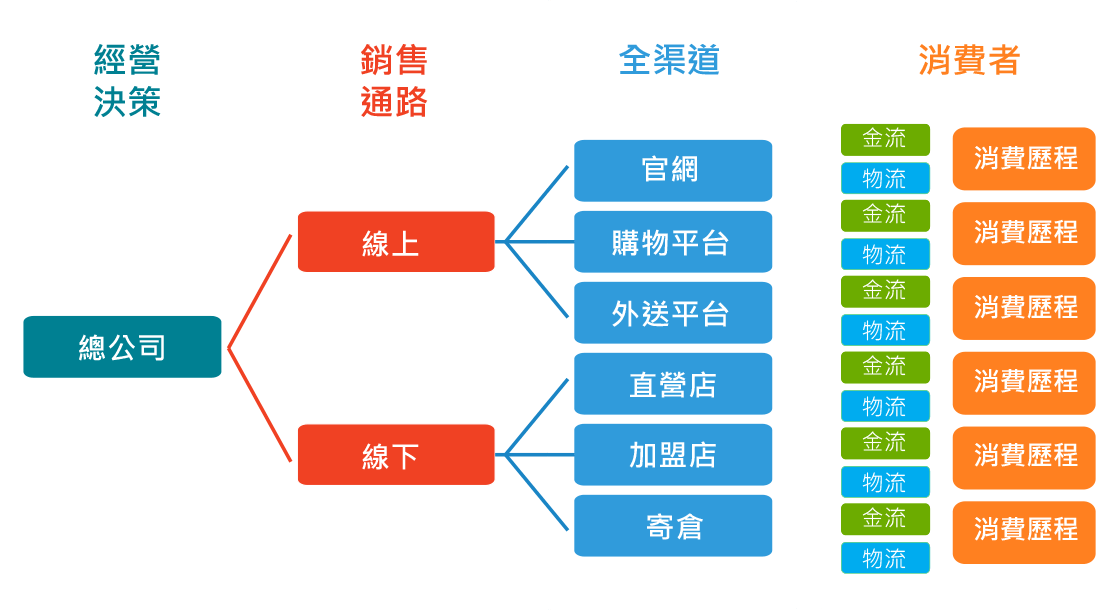 經營
決策
銷售
通路
全渠道
消費者
總公司
線上
線下
官網
購物平台
外送平台
直營店
加盟店
寄倉
金流
物流
消費歷程
金流
物流
消費歷程
金流
物流
消費歷程
金流
物流
消費歷程
金流
物流
消費歷程
金流
物流
消費歷程